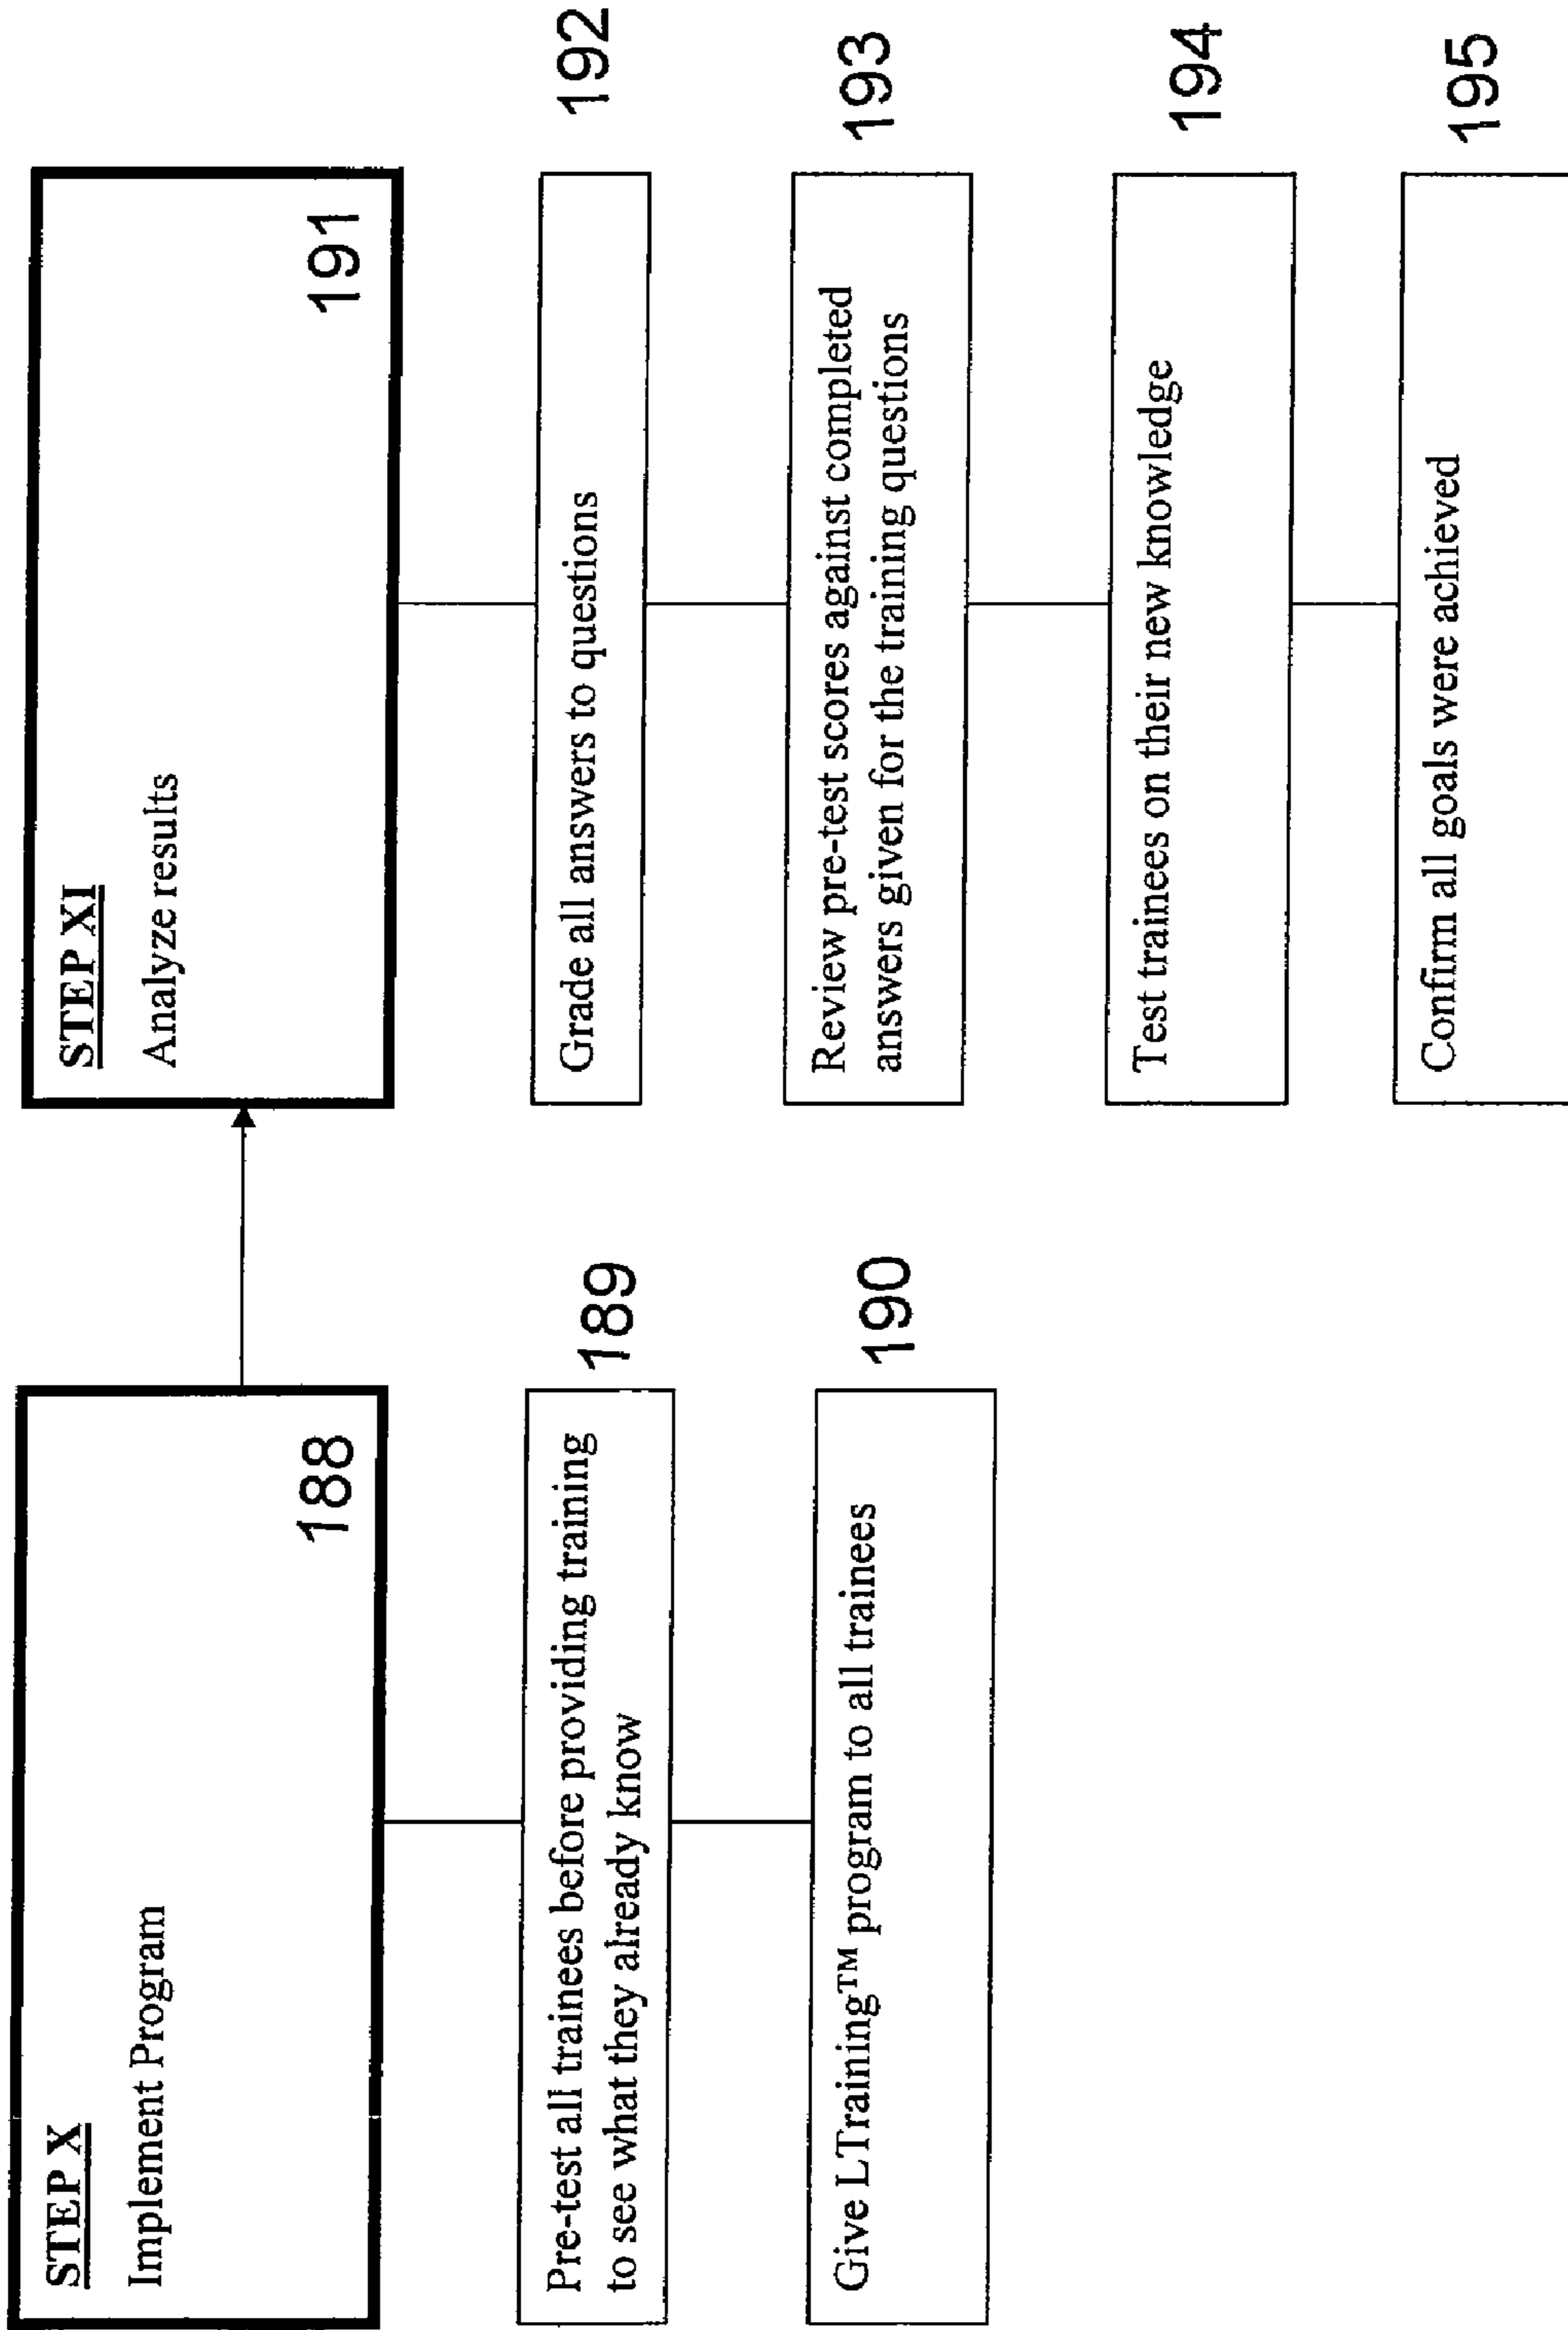 STEP X
Implement Program
188
Pre-test all trainees before providing training
to see what they already know
189
Give LTraining™ program to all trainees
190
STEP XI
Analyze results
191
Grade all answers to questions
192
Review pre-test scores against completed
answers given for the training questions
193
Test trainees on their new knowledge
194
Confirm all goals were achieved
195